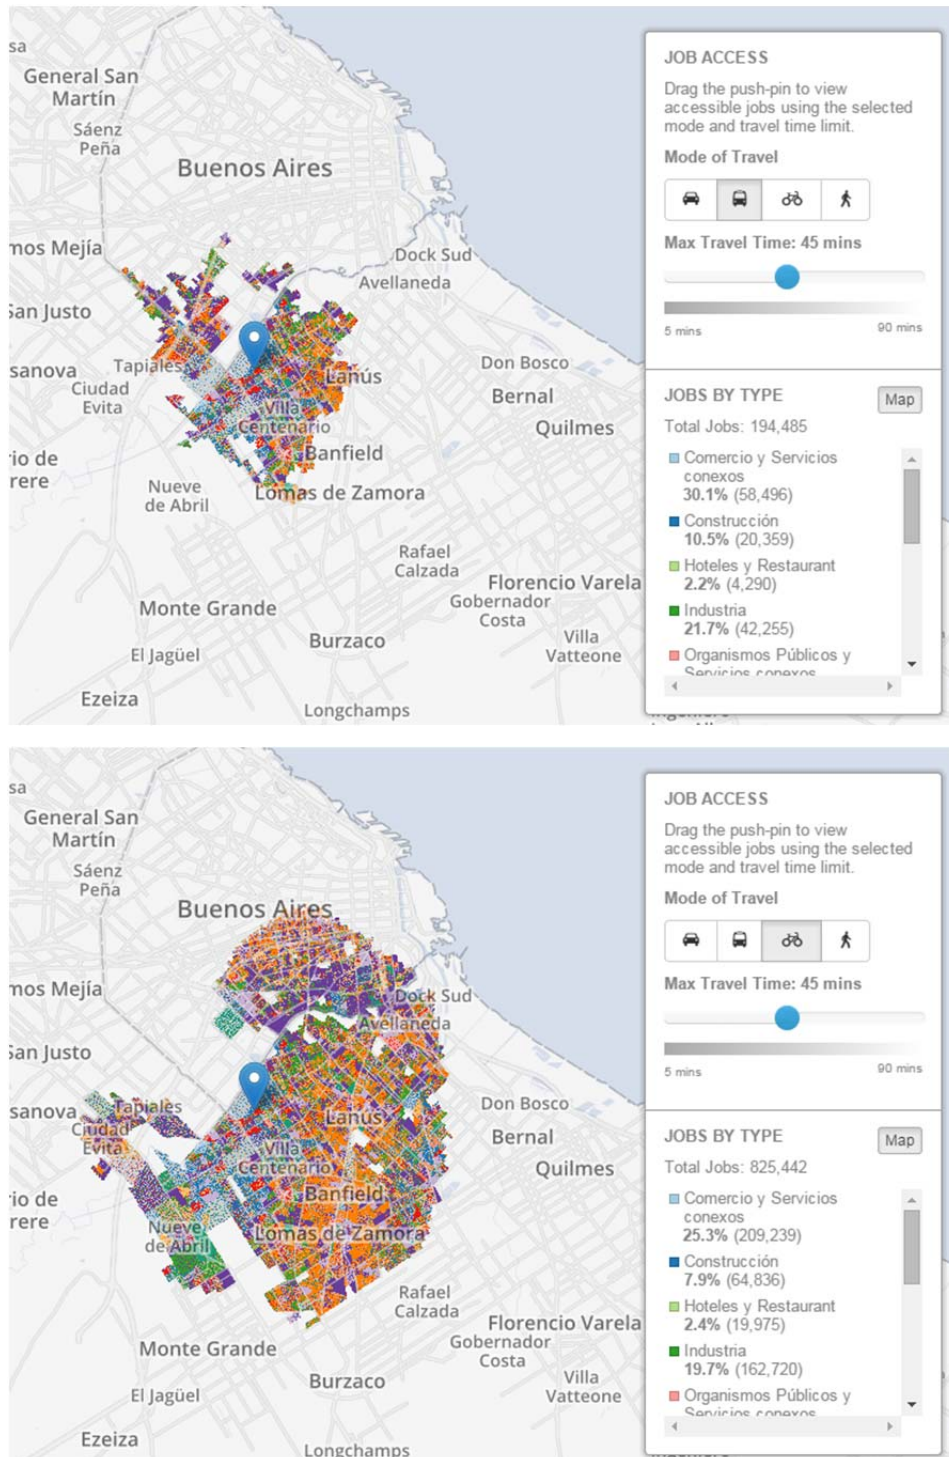 sa
General San
Martín
Sáenz
Peña
Buenos Aires
mos Mejía
Dock Sud
Avellaneda
San Justo
Tapiales
sanova
Ciudad
Evita
Lanús
Don Bosco
Bernal
Villa
Centenario
Quilmes
Banfield
rio de
rere
Nueve
de Abril
Lomas de Zamora
Rafael
Calzada
Florencio Varela
Gobernador
Costa
Monte Grande
Burzaco
Villa
Vatteone
El Jagüel
Ezeiza
Longchamps
JOB ACCESS
Drag the push-pin to view
accessible jobs using the selected
mode and travel time limit.
Mode of Travel
Max Travel Time: 45 mins
5 mins
90 mins
JOBS BY TYPE
Map
Total Jobs: 194,485
Comercio y Servicios
conexos
30.1% (58,496)
Construcción
10.5% (20,359)
Hoteles y Restaurant
2.2% (4,290)
Industria
21.7% (42,255)
Organismos Públicos y
Servicios conexos
sa
General San
Martín
Sáenz
Peña
Buenos Aires
mos Mejía
Dock Sud
Avellaneda
San Justo
Tapiales
sanova
Ciudad
Evita
Lanús
Don Bosco
Bernal
Villa
Centenario
Quilmes
Banfield
rio de
rere
Nueve
de Abril
Lomas de Zamora
Rafael
Calzada
Florencio Varela
Gobernador
Costa
Monte Grande
Burzaco
Villa
Vatteone
El Jagüel
Ezeiza
Longchamps
JOB ACCESS
Drag the push-pin to view
accessible jobs using the selected
mode and travel time limit.
Mode of Travel
Max Travel Time: 45 mins
5 mins
90 mins
JOBS BY TYPE
Map
Total Jobs: 825,442
Comercio y Servicios
conexos
25.3% (209,239)
Construcción
7.9% (64,836)
Hoteles y Restaurant
2.4% (19,975)
Industria
19.7% (162,720)
Organismos Públicos y
Servicios conexos